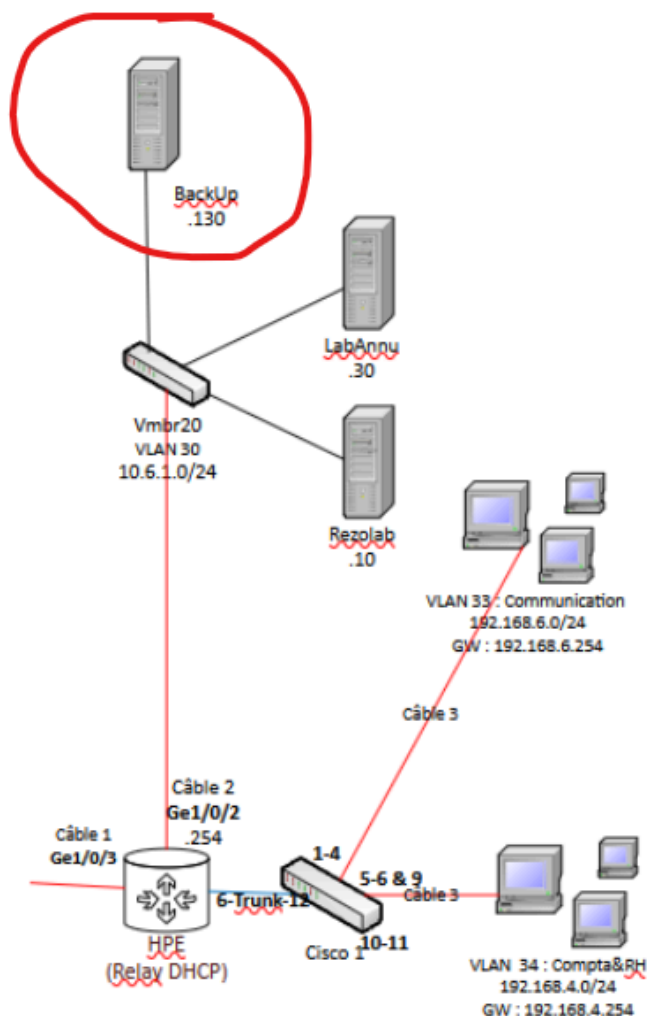 BackUp
.130
LabAnnu
.30
Vmbr20
VLAN 30
10.6.1.0/24
Rezolab
.10
VLAN 33 : Communication
192.168.6.0/24
GW : 192.168.6.254
Câble 3
Câble 2
Ge1/0/2
.254
Câble 1
Ge1/0/3
1-4
5-6 & 9
Câble 3
6-Trunk-12
10-11
Cisco 1
HPE
(Relay DHCP)
VLAN 34 : Compta&RH
192.168.4.0/24
GW : 192.168.4.254